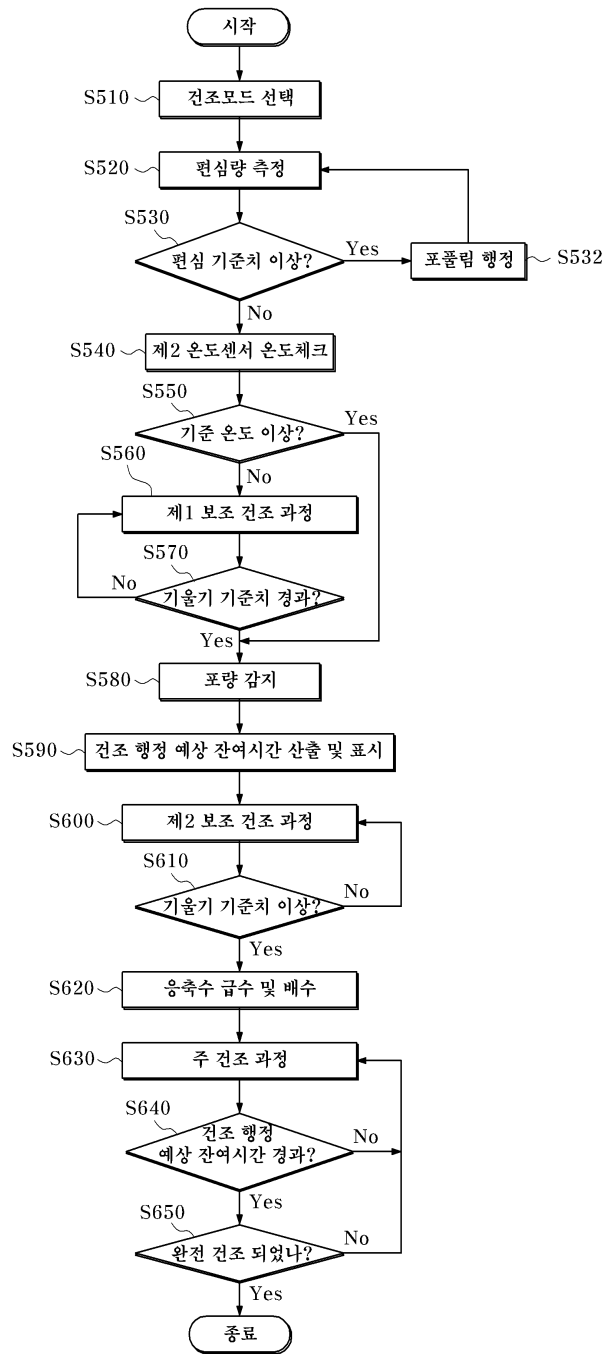 시작
S510
건조모드 선택
S520
편심량 측정
S530
편심 기준치 이상?
Yes
포풀림 행정
S532
No
S540
제2 온도센서 온도체크
S550
기준 온도 이상?
Yes
No
S560
제1 보조 건조 과정
S570
기울기 기준치 경과?
No
Yes
S580
포량 감지
S590
건조 행정 예상 잔여시간 산출 및 표시
S600
제2 보조 건조 과정
S610
기울기 기준치 이상?
No
Yes
S620
응축수 급수 및 배수
S630
주 건조 과정
S640
건조 행정
예상 잔여시간 경과?
No
Yes
S650
완전 건조 되었나?
No
Yes
종료